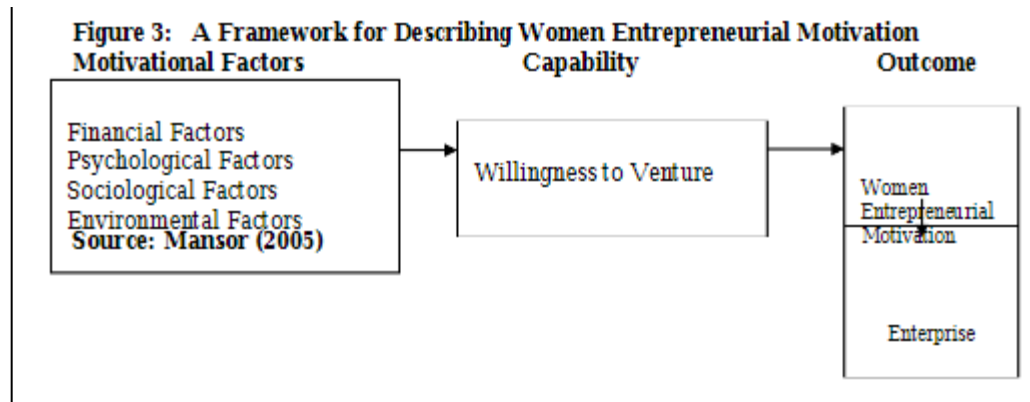 Figure 3: A Framework for Describing Women Entrepreneurial Motivation
Motivational Factors Capability Outcome
Financial Factors
Psychological Factors
Sociological Factors
Environmental Factors
Source: Mansor (2005)
Willingness to Venture
Women
Entrepreneurial
Motivation
Enterprise